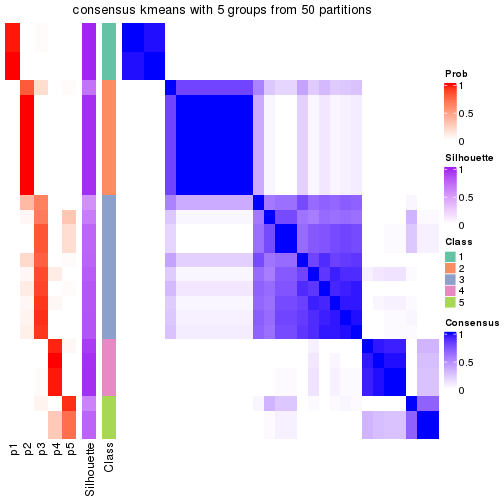 consensus kmeans with 5 groups from 50 partitions
Prob
1
0.5
0
Silhouette
1
0.5
0
Class
1
2
3
4
5
Consensus
1
0.5
0
p1
p2
p3
p4
p5
Silhouette
Class